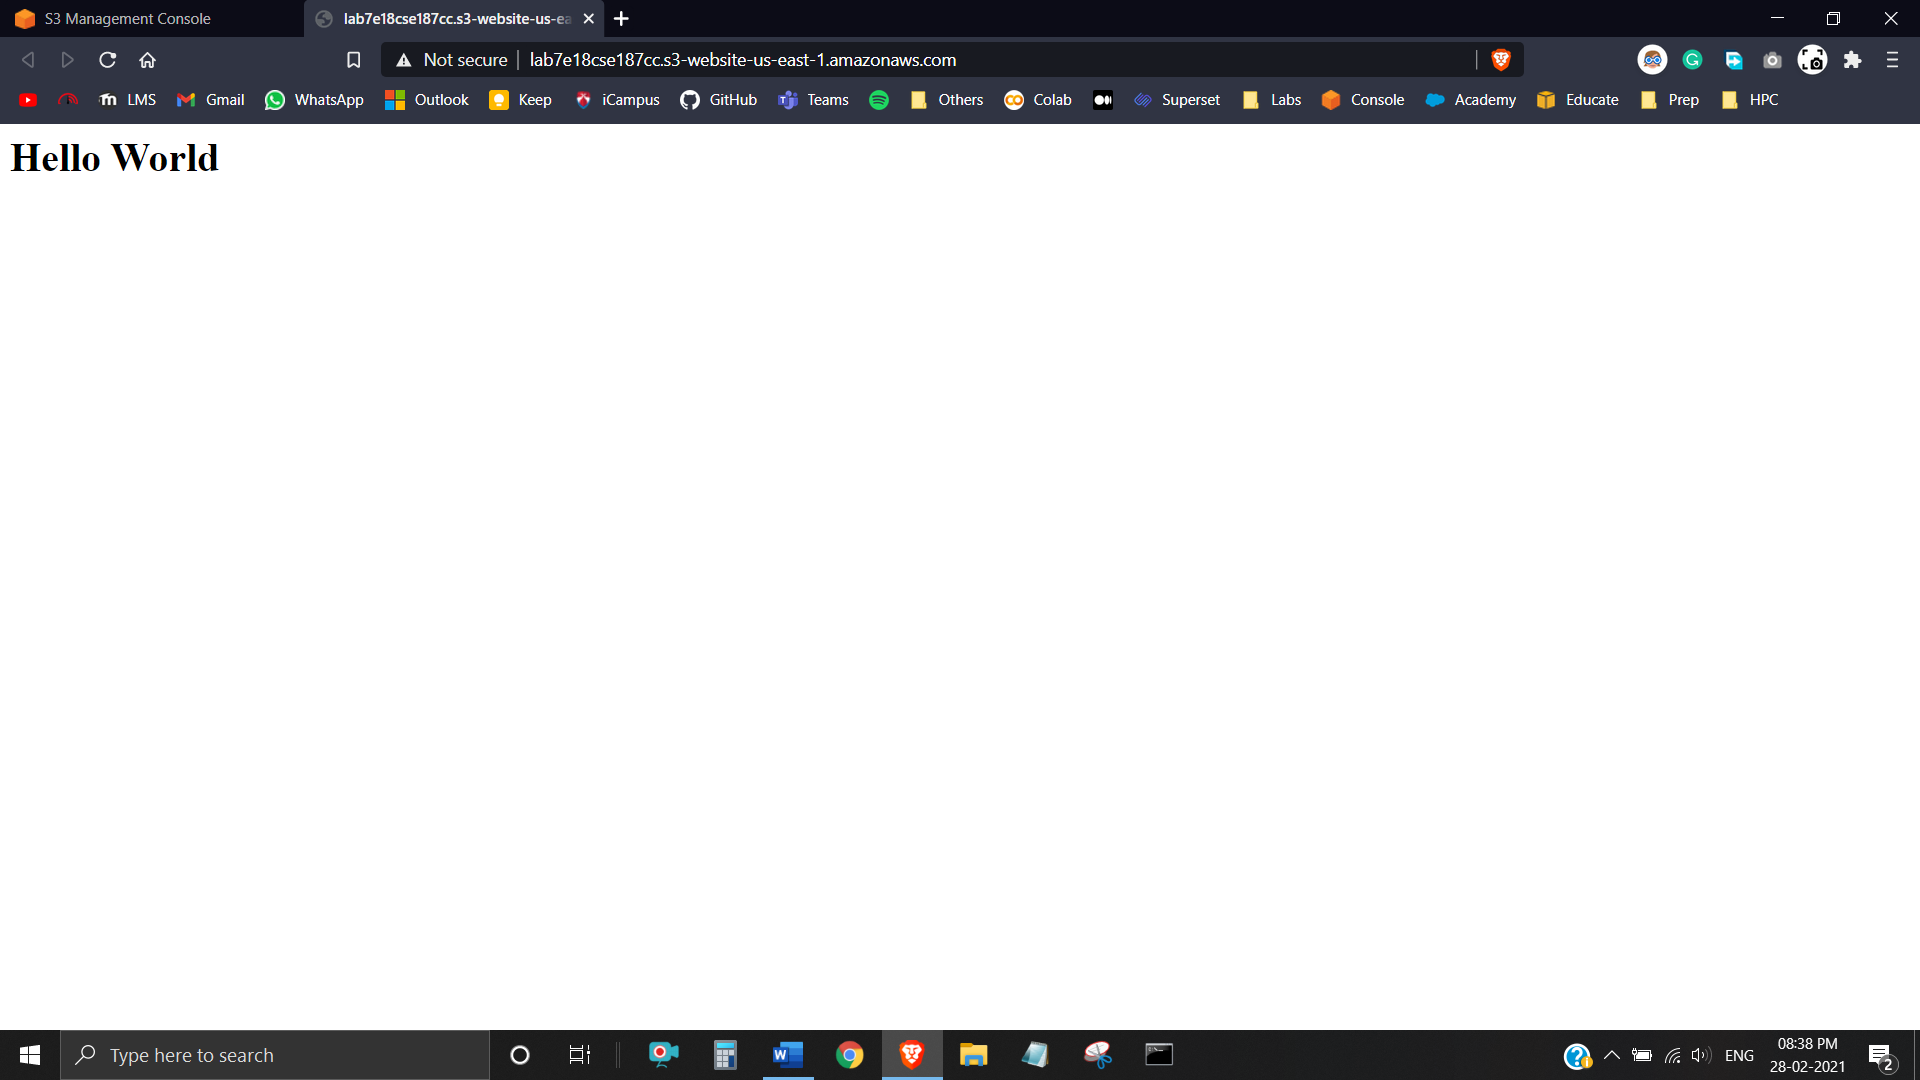 S3 Management Console
lab7e18cse187cc.s3-website-us-ea
Not secure
lab7e18cse187cc.s3-website-us-east-1.amazonaws.com
LMS Gmail WhatsApp Outlook Keep iCampus GitHub Teams Others Colab Superset Labs Console Academy Educate Prep HPC
Hello World
Type here to search
ENG
08:38 PM
28-02-2021
2